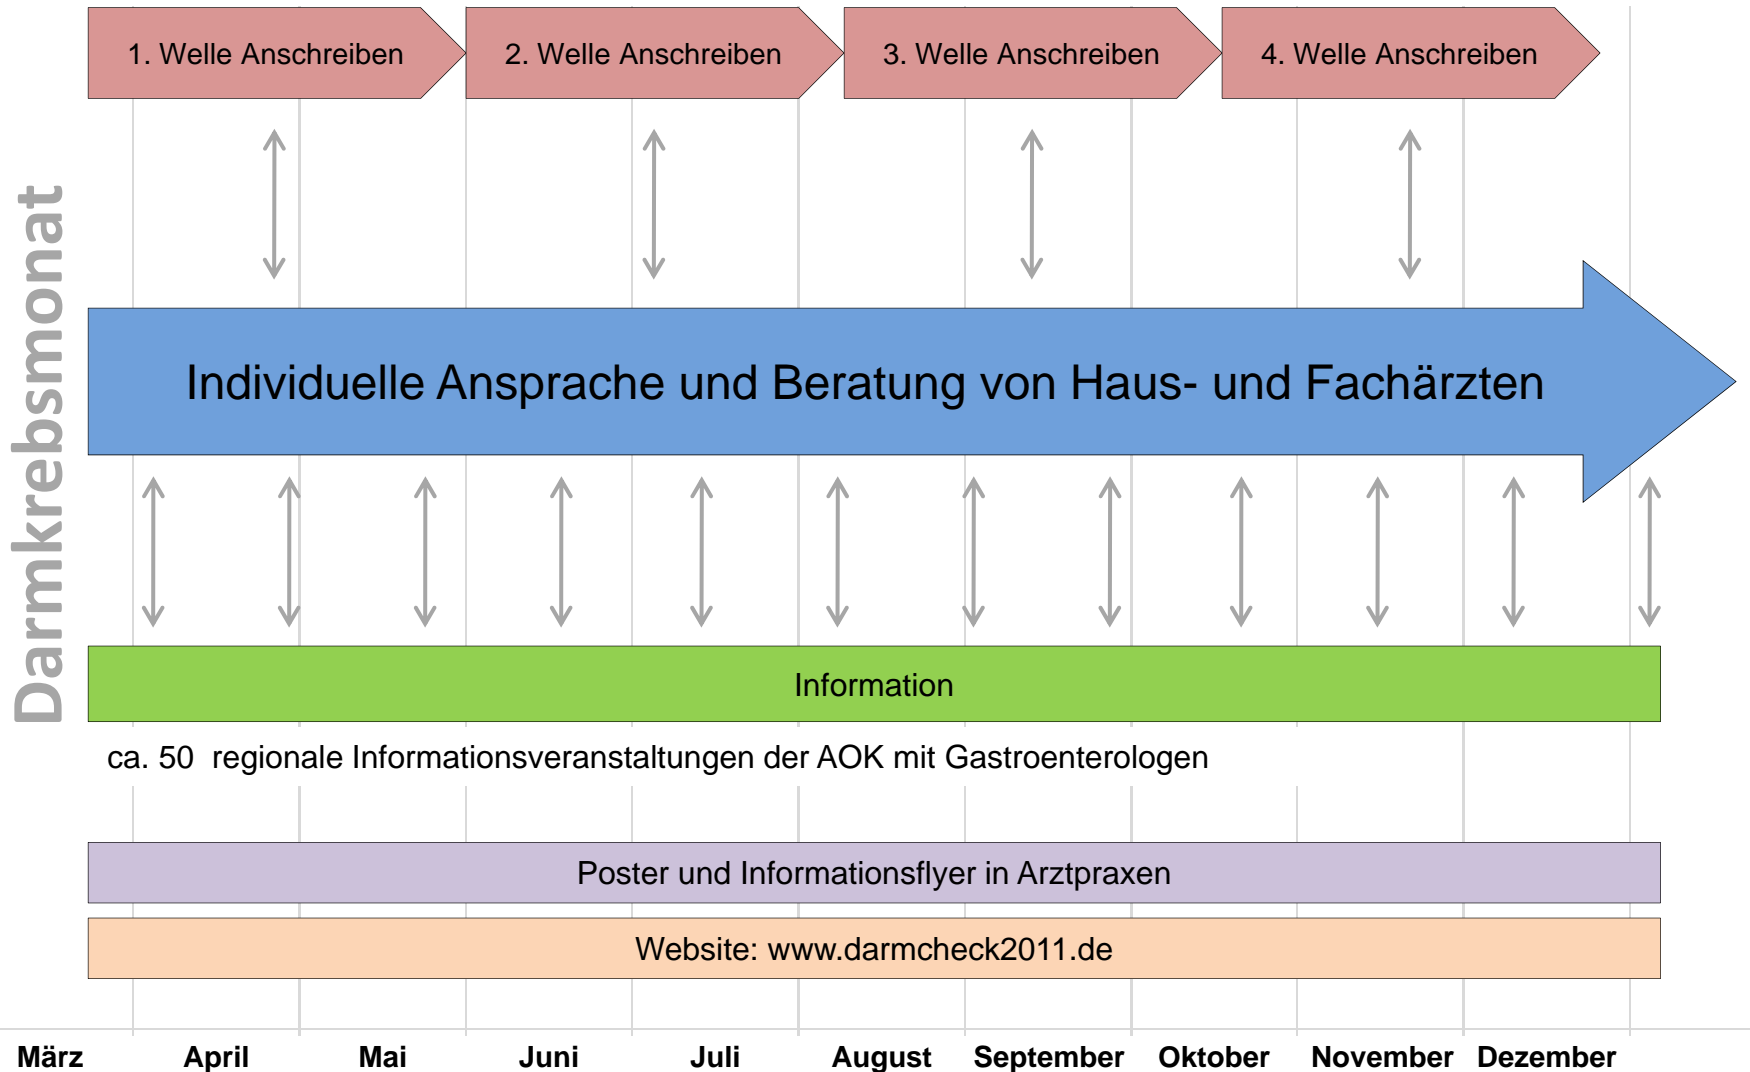 1. Welle Anschreiben
2. Welle Anschreiben
3. Welle Anschreiben
4. Welle Anschreiben
Darmkrebsmonat
Individuelle Ansprache und Beratung von Haus- und Fachärzten
Information
ca. 50 regionale Informationsveranstaltungen der AOK mit Gastroenterologen
Poster und Informationsflyer in Arztpraxen
Website: www.darmcheck2011.de
März April Mai Juni Juli August September Oktober November Dezember